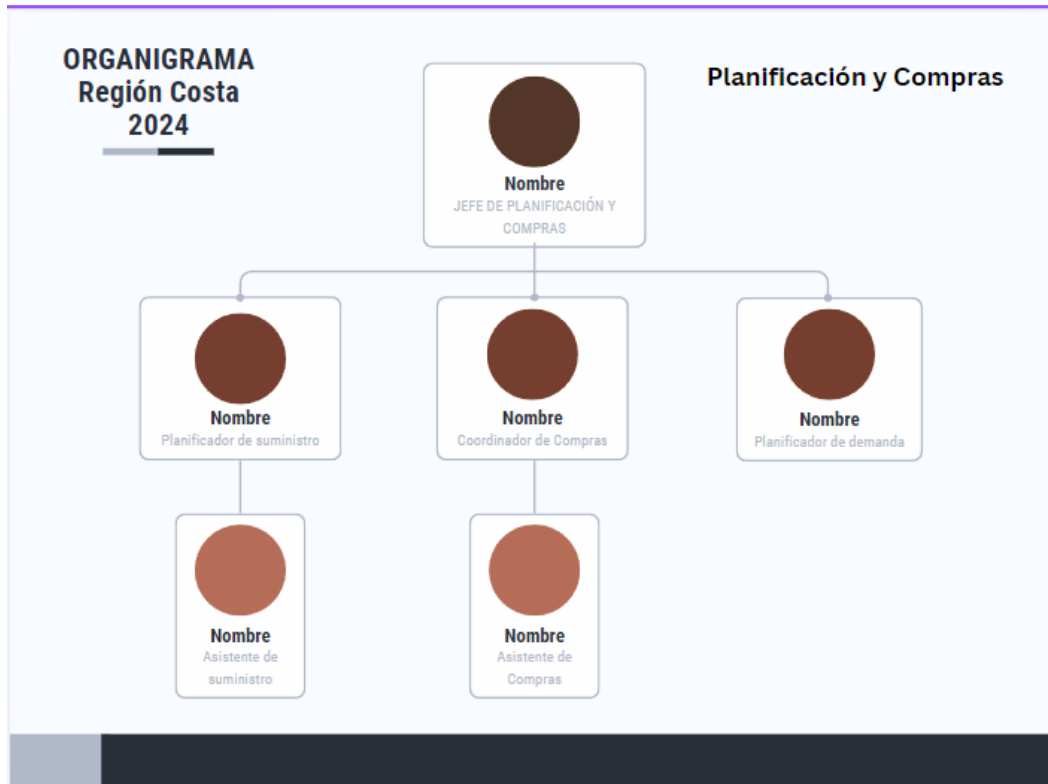 ORGANIGRAMA
Región Costa
2024
Planificación y Compras
Nombre
JEFE DE PLANIFICACIÓN Y
COMPRAS
Nombre
Planificador de suministro
Nombre
Coordinador de Compras
Nombre
Planificador de demanda
Nombre
Asistente de
suministro
Nombre
Asistente de
Compras